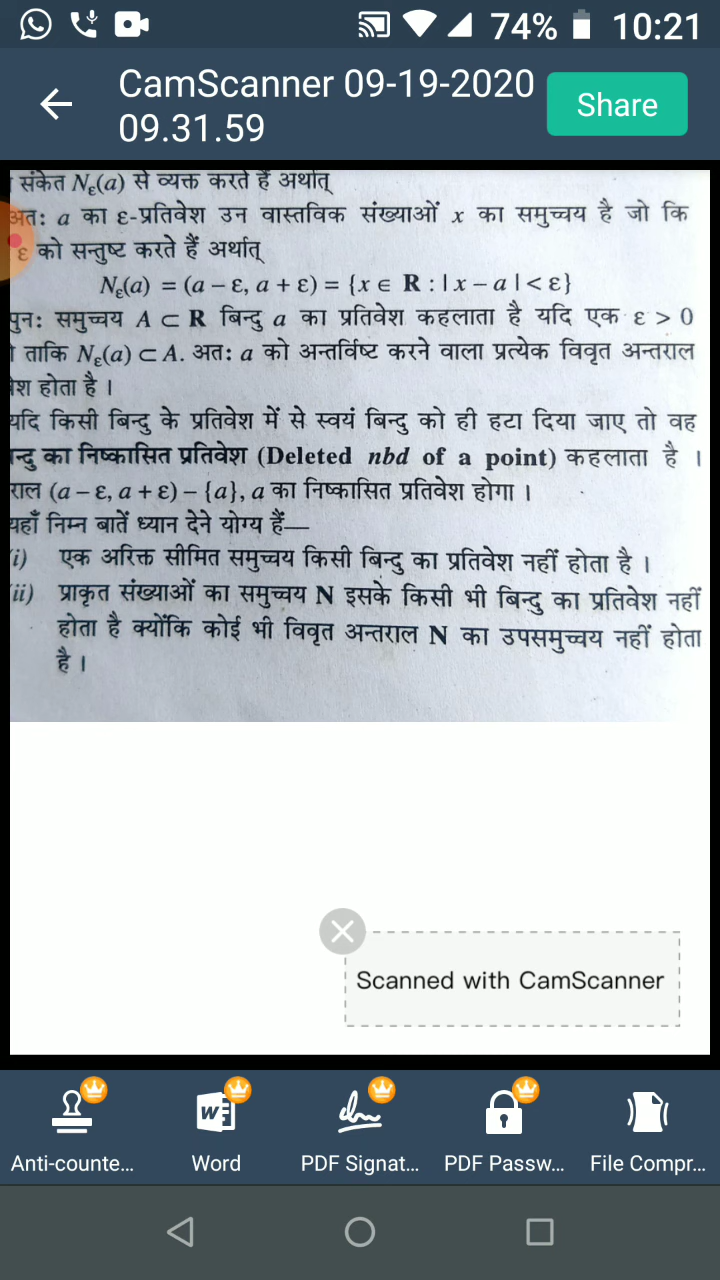 74% 10:21
CamScanner 09-19-2020
09.31.59
Share
संकेत Nε(a) से व्यक्त करते हैं अर्थात्
अत: a का ε-प्रतिवेश उन वास्तविक संख्याओं x का समुच्चय है जो कि
ε को सन्तुष्ट करते हैं अर्थात्
Nε(a) = (a – ε, a + ε) = {x ∈ R : | x – a | < ε}
पुन: समुच्चय A ⊂ R बिन्दु a का प्रतिवेश कहलाता है यदि एक ε > 0
ताकि Nε(a) ⊂ A. अत: a को अन्तर्विष्ट करने वाला प्रत्येक विवृत अन्तराल
होता है ।
यदि किसी बिन्दु के प्रतिवेश में से स्वयं बिन्दु को ही हटा दिया जाए तो वह
का निष्कासित प्रतिवेश (Deleted nbd of a point) कहलाता है ।
(a – ε, a + ε) – {a}, a का निष्कासित प्रतिवेश होगा ।
यहाँ निम्न बातें ध्यान देने योग्य हैं—
i) एक अरिक्त सीमित समुच्चय किसी बिन्दु का प्रतिवेश नहीं होता है ।
ii) प्राकृत संख्याओं का समुच्चय N इसके किसी भी बिन्दु का प्रतिवेश नहीं
होता है क्योंकि कोई भी विवृत अन्तराल N का उपसमुच्चय नहीं होता
है ।
Scanned with CamScanner
Anti-counte... Word PDF Signat... PDF Passw... File Compr...